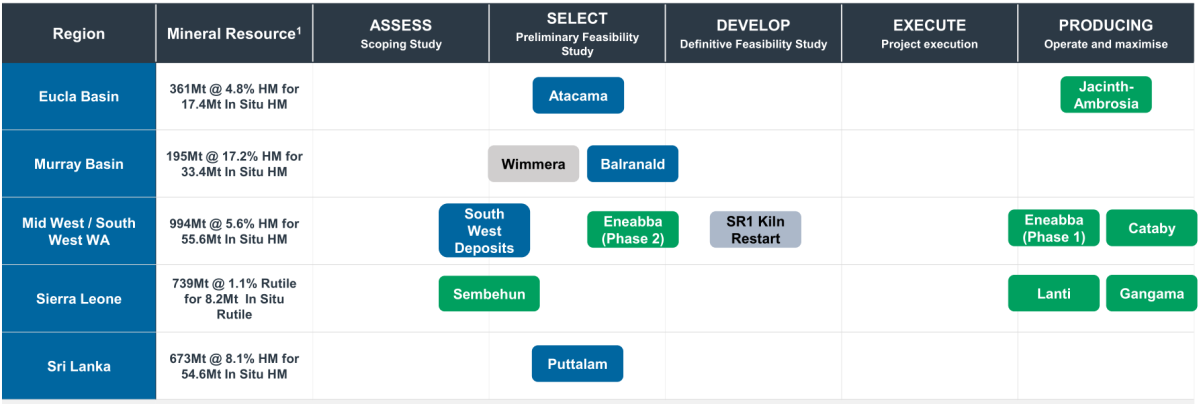 Region
Mineral Resource1
ASSESS
Scoping Study
SELECT
Preliminary Feasibility
Study
DEVELOP
Definitive Feasibility Study
EXECUTE
Project execution
PRODUCING
Operate and maximise
Eucla Basin
361Mt @ 4.8% HM for
17.4Mt In Situ HM
Atacama
Jacinth-
Ambrosia
Murray Basin
195Mt @ 17.2% HM for
33.4Mt In Situ HM
Wimmera
Balranald
Mid West / South
West WA
994Mt @ 5.6% HM for
55.6Mt In Situ HM
South
West
Deposits
Eneabba
(Phase 2)
SR1 Kiln
Restart
Eneabba
(Phase 1)
Cataby
Sierra Leone
739Mt @ 1.1% Rutile
for 8.2Mt In Situ
Rutile
Sembehun
Lanti
Gangama
Sri Lanka
673Mt @ 8.1% HM for
54.6Mt In Situ HM
Puttalam